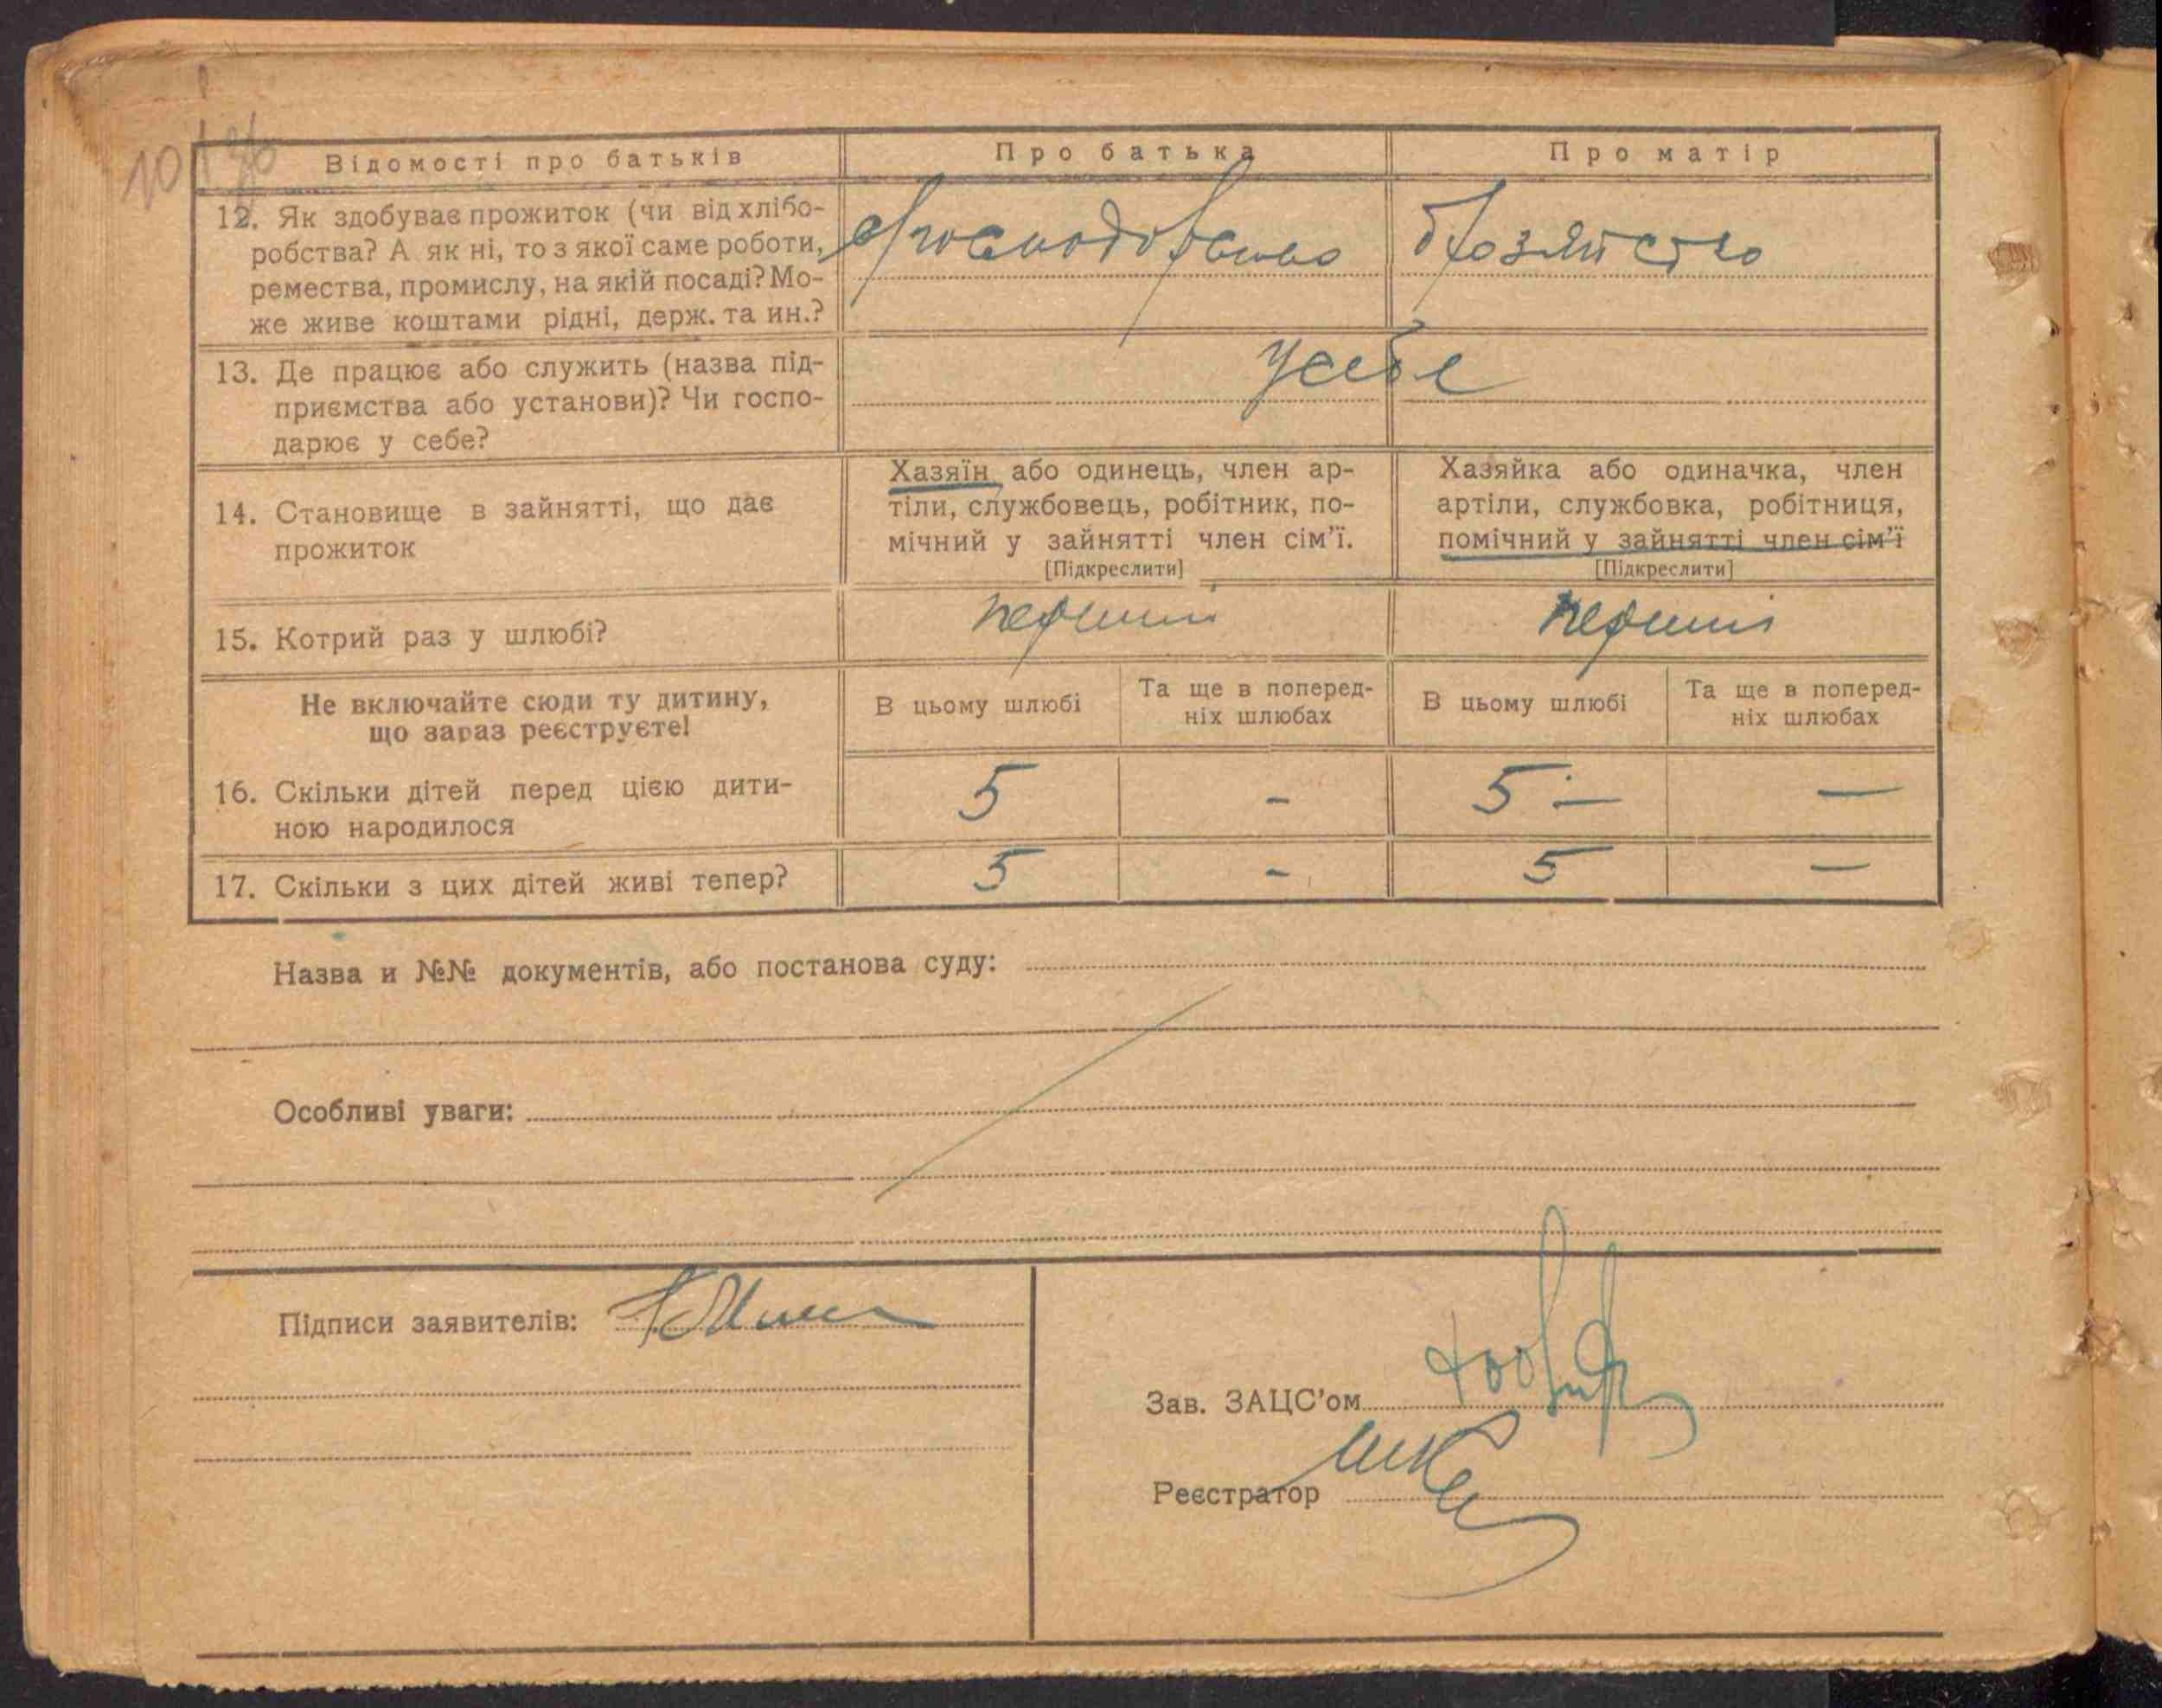 Відомості про батьків
Про батька
Про матір
12. Як здобуває прожиток (чи від хлібо-
робства? А як ні, то з якої саме роботи,
ремества, промислу, на якій посаді? Мо-
же живе коштами рідні, держ. та ин.?
13. Де працює або служить (назва під-
приємства або установи)? Чи госпо-
дарює у себе?
у себе
14. Становище в зайнятті, що дає
прожиток
Хазяїн або одинець, член ар-
тіли, службовець, робітник, по-
мічний у зайнятті член сім’ї.
[Підкреслити]
Хазяйка або одиначка, член
артіли, службовка, робітниця,
помічний у зайнятті член сім’ї
[Підкреслити]
15. Котрий раз у шлюбі?
перший
перший
Не включайте сюди ту дитину,
що зараз реєструєте!
В цьому шлюбі
Та ще в поперед-
ніх шлюбах
В цьому шлюбі
Та ще в поперед-
ніх шлюбах
16. Скільки дітей перед цією дити-
ною народилося
5 - 5 — —
17. Скільки з цих дітей живі тепер?
5 - 5 —
Назва и №№ документів, або постанова суду:
Особливі уваги:
Підписи заявителів:
Зав. ЗАЦС’ом
Реєстратор